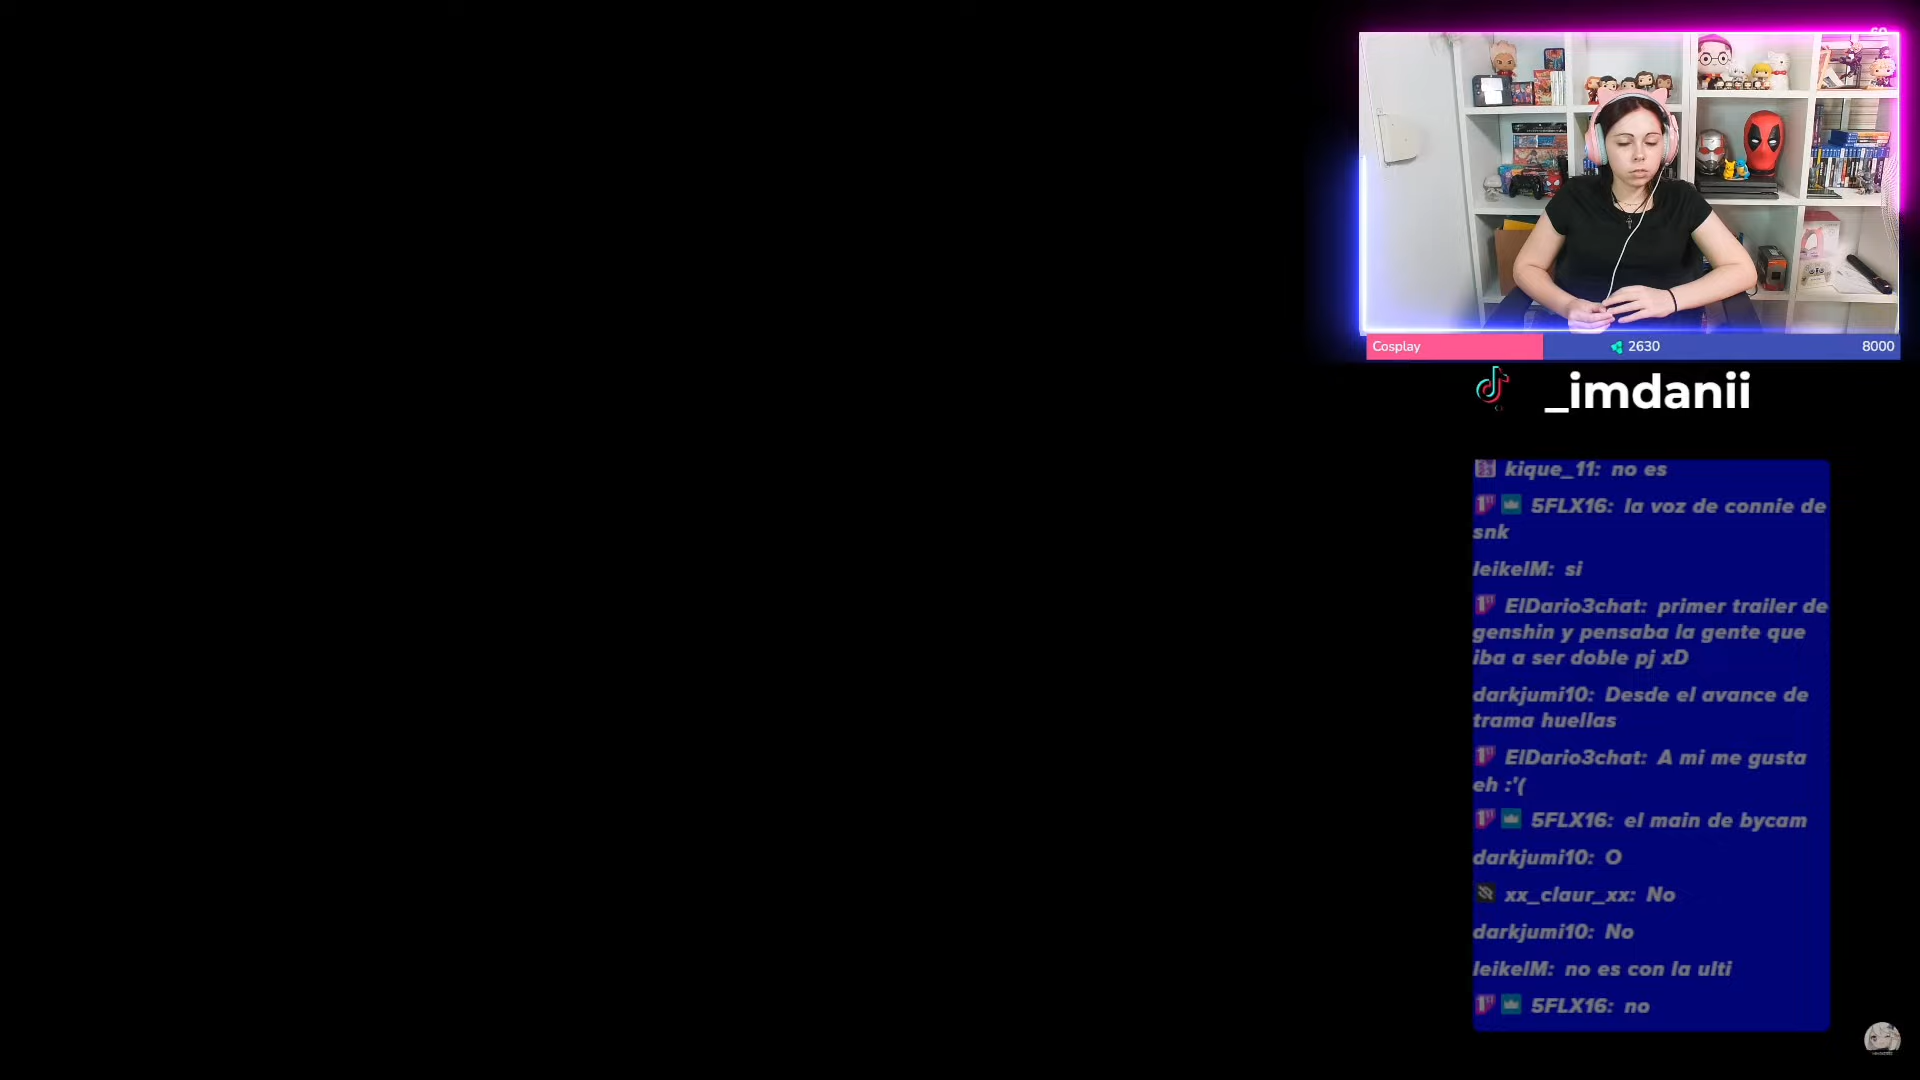 Cosplay
2630
8000
_imdanii
kique_11: no es
5FLX16: la voz de connie de
snk
leikelM: si
ElDario3chat: primer trailer de
genshin y pensaba la gente que
iba a ser doble pj xD
darkjumi10: Desde el avance de
trama huellas
ElDario3chat: A mi me gusta
eh :'(
5FLX16: el main de bycam
darkjumi10: O
xx_claur_xx: No
darkjumi10: No
leikelM: no es con la ulti
5FLX16: no